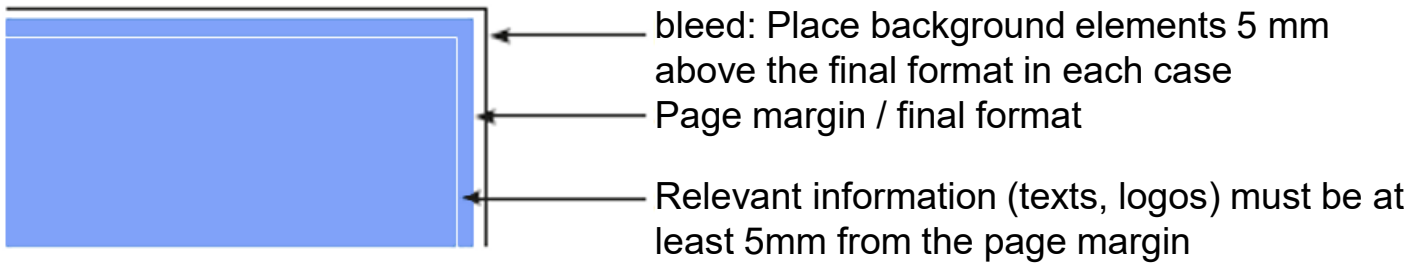 bleed: Place background elements 5 mm
above the final format in each case
Page margin / final format
Relevant information (texts, logos) must be at
least 5mm from the page margin